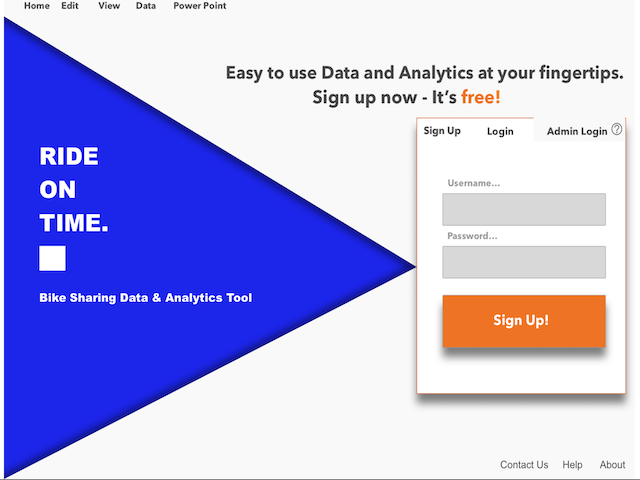 Home Edit View Data Power Point
Easy to use Data and Analytics at your fingertips.
Sign up now - It's free!
Sign Up Login Admin Login ?
RIDE
ON
TIME.
Bike Sharing Data & Analytics Tool
Username...
Password...
Sign Up!
Contact Us Help About